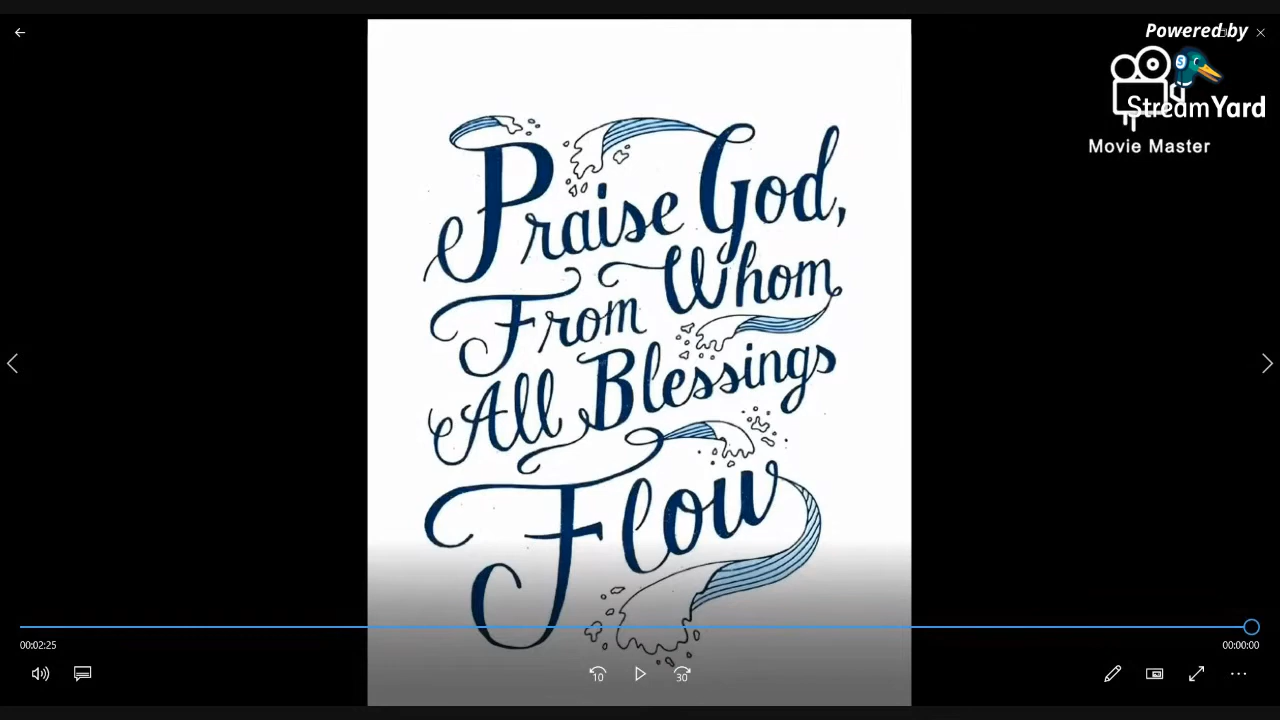 Powered by
StreamYard
Movie Master
Praise God,
From Whom
All Blessings
Flow
00:02:25
00:00:00
10
30